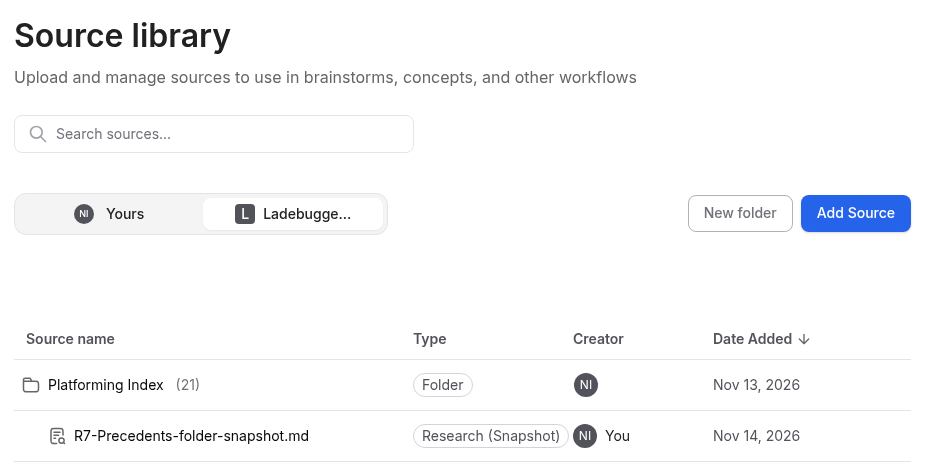 Source library
Upload and manage sources to use in brainstorms, concepts, and other workflows
Search sources...
NI Yours L Ladebugge... New folder Add Source
Source name Type Creator Date Added
Platforming Index (21) Folder NI Nov 13, 2026
R7-Precedents-folder-snapshot.md Research (Snapshot) NI You Nov 14, 2026